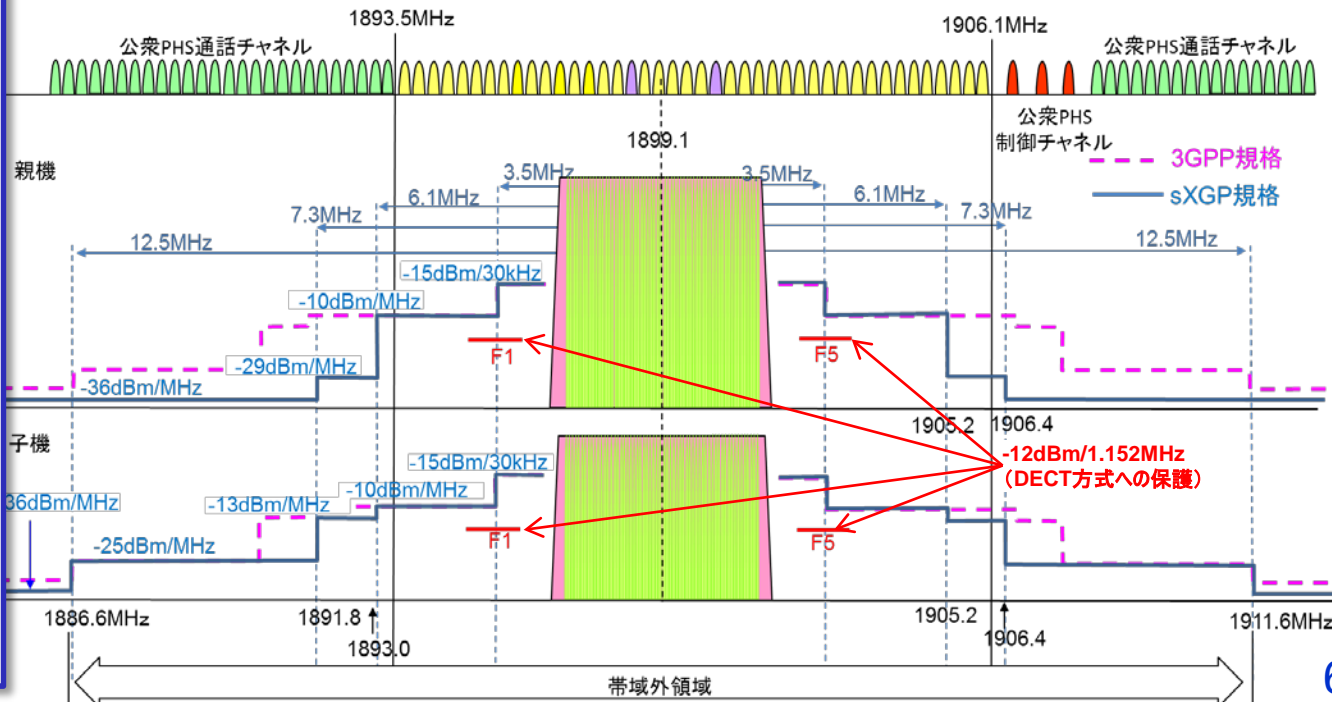 1893.5MHz
1906.1MHz
公衆PHS通話チャネル
公衆PHS通話チャネル
公衆PHS
制御チャネル
1899.1
親機
3GPP規格
sXGP規格
3.5MHz
3.5MHz
6.1MHz
6.1MHz
7.3MHz
7.3MHz
12.5MHz
12.5MHz
-15dBm/30kHz
-10dBm/MHz
-29dBm/MHz
-36dBm/MHz
F1
F5
1905.2
1906.4
子機
-12dBm/1.152MHz
（DECT方式への保護）
-15dBm/30kHz
-10dBm/MHz
-13dBm/MHz
36dBm/MHz
-25dBm/MHz
F1
F5
1886.6MHz
1891.8
1893.0
1905.2
1906.4
1911.6MHz
帯域外領域
6